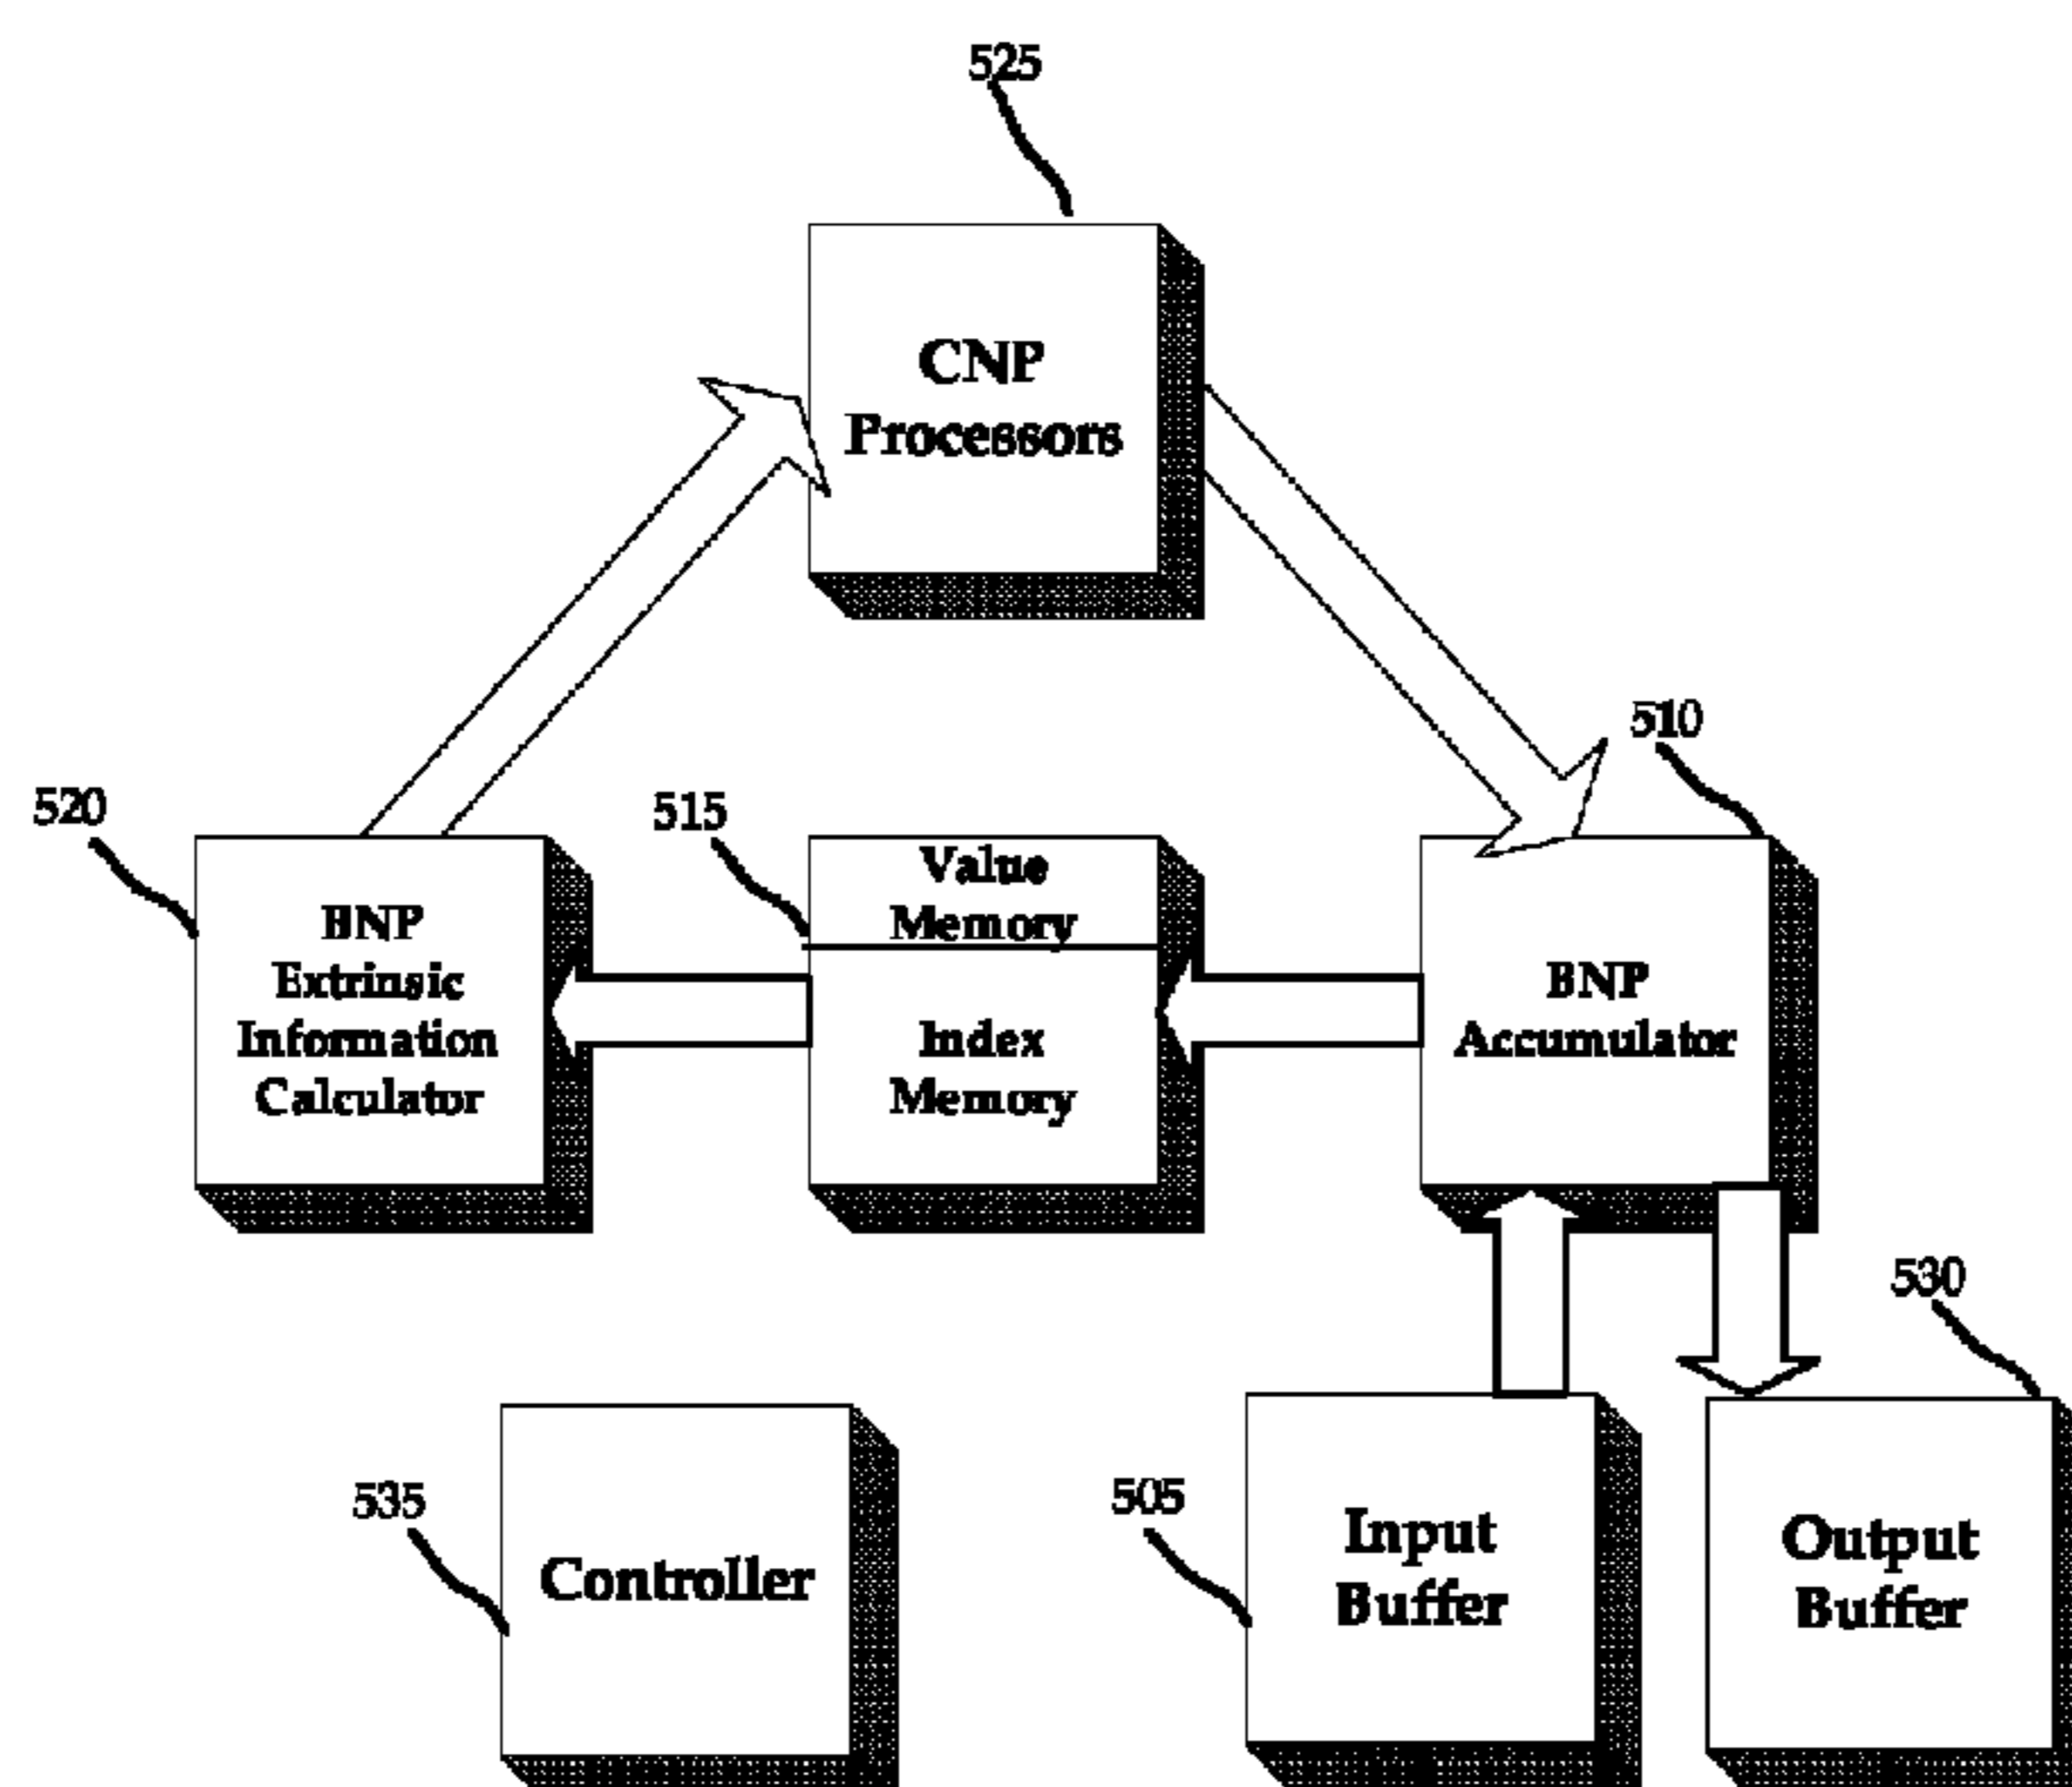 525
CNP
Processors
510
520
515
Value
Memory
Index
Memory
BNP
Extrinsic
Information
Calculator
BNP
Accumulator
530
535
505
Controller
Input
Buffer
Output
Buffer